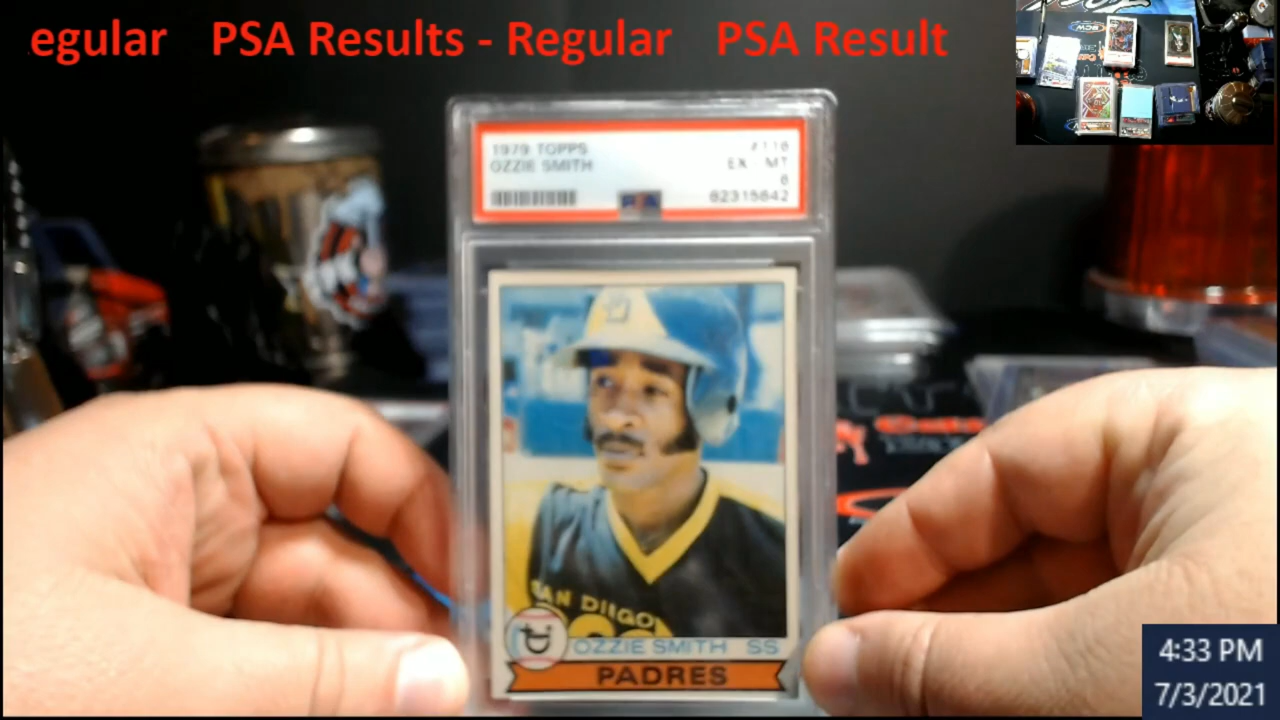 egular PSA Results - Regular PSA Result
1979 TOPPS #116
OZZIE SMITH EX - MT
6
PSA 62315642
SAN DIEGO
OZZIE SMITH SS
PADRES
4:33 PM
7/3/2021